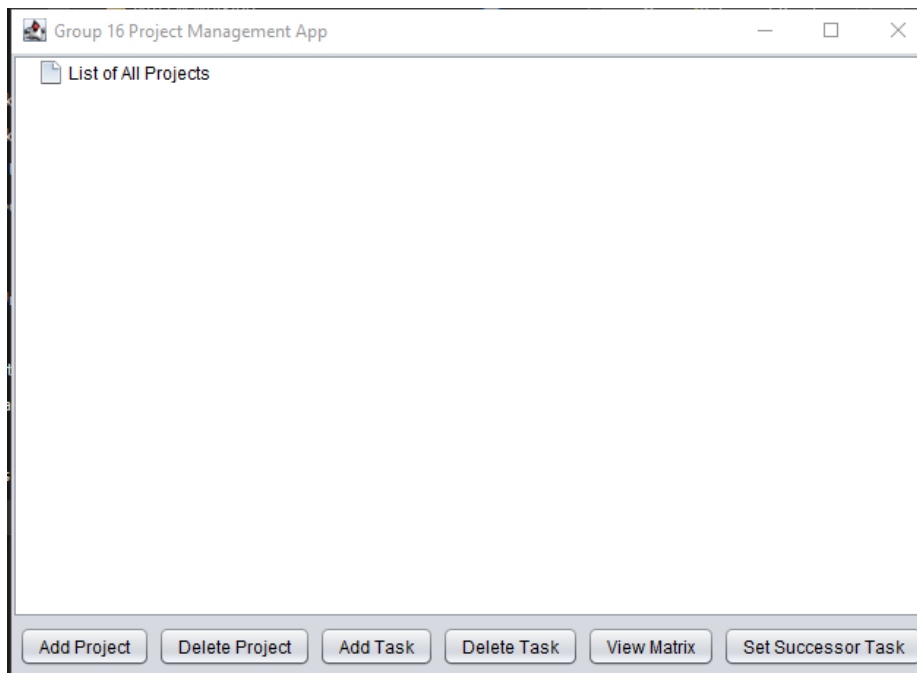 Group 16 Project Management App
List of All Projects
Add Project Delete Project Add Task Delete Task View Matrix Set Successor Task